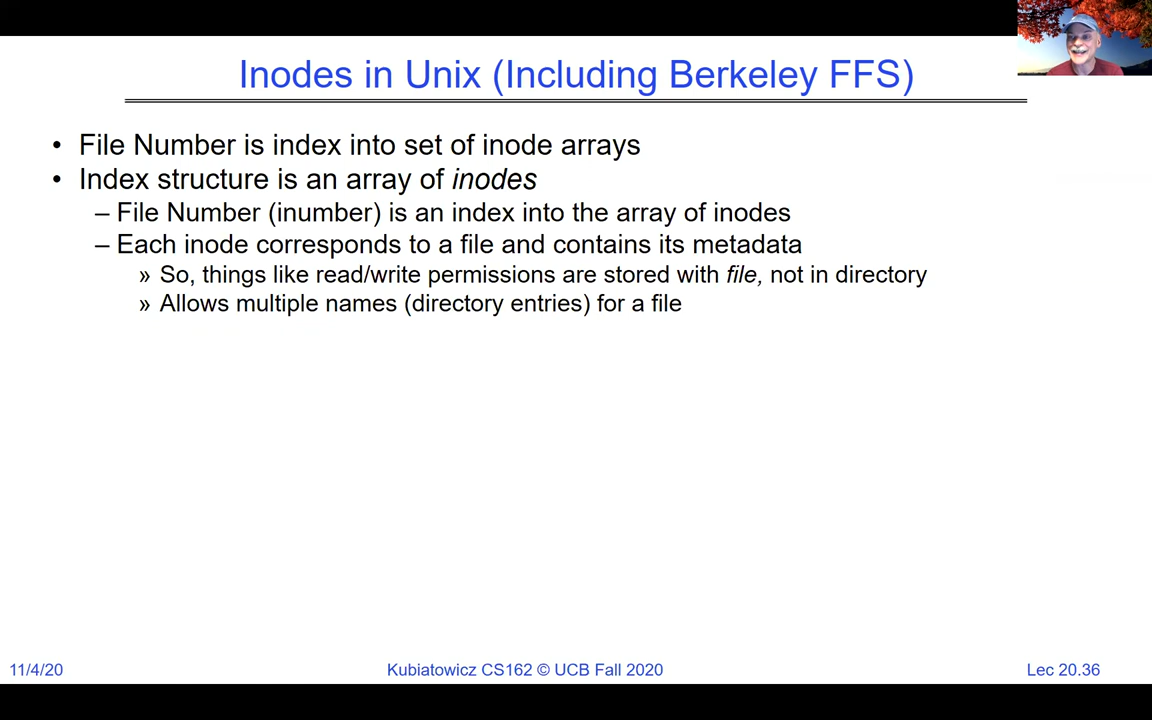 Inodes in Unix (Including Berkeley FFS)
• File Number is index into set of inode arrays
• Index structure is an array of inodes
– File Number (inumber) is an index into the array of inodes
– Each inode corresponds to a file and contains its metadata
» So, things like read/write permissions are stored with file, not in directory
» Allows multiple names (directory entries) for a file
11/4/20
Kubiatowicz CS162 © UCB Fall 2020
Lec 20.36